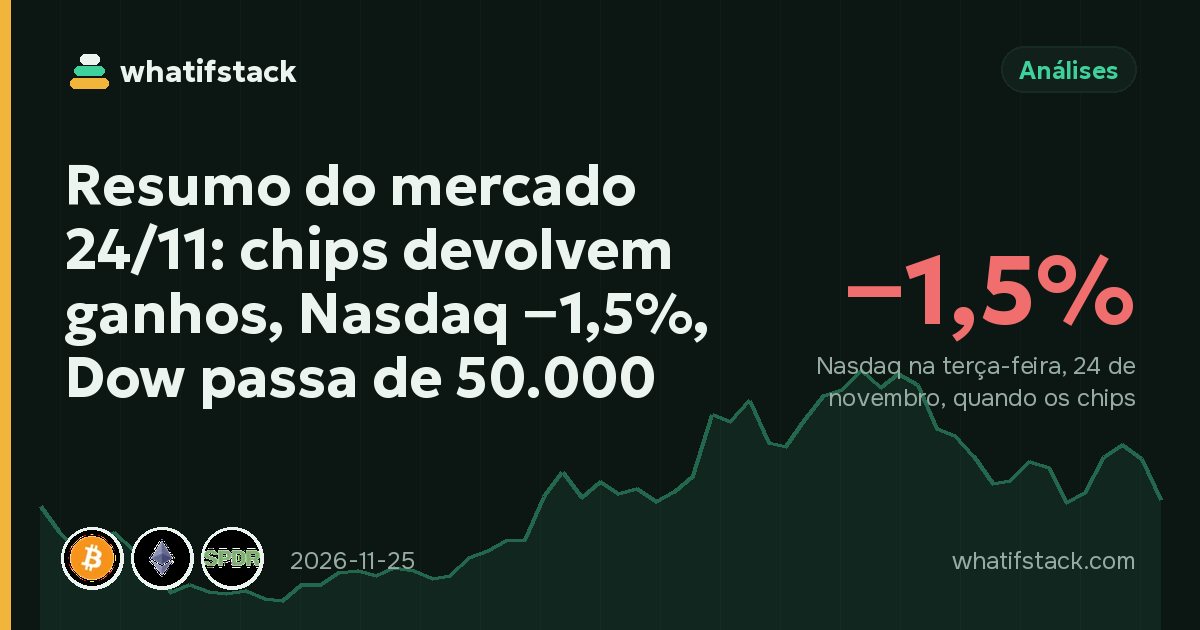 whatifstack
Análises
Resumo do mercado
24/11: chips devolvem
ganhos, Nasdaq −1,5%,
Dow passa de 50.000
−1,5%
Nasdaq na terça-feira, 24 de
novembro, quando os chips
SPDR
2026-11-25
whatifstack.com